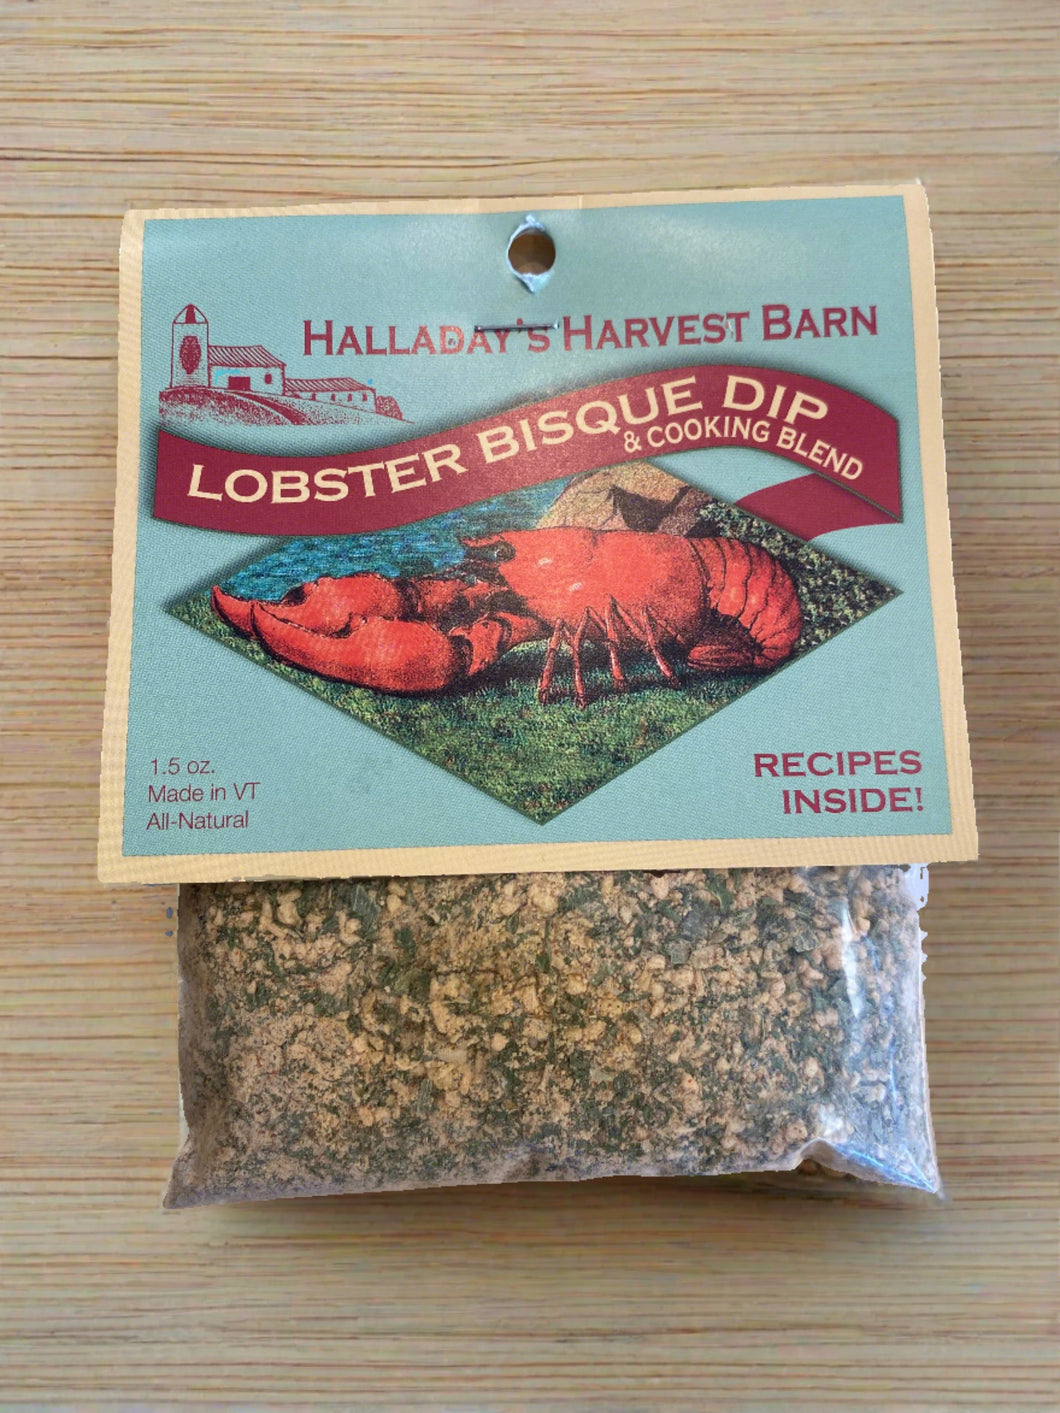 HALLADAY'S HARVEST BARN
LOBSTER BISQUE DIP
& COOKING BLEND
1.5 oz.
Made in VT
All-Natural
RECIPES
INSIDE!